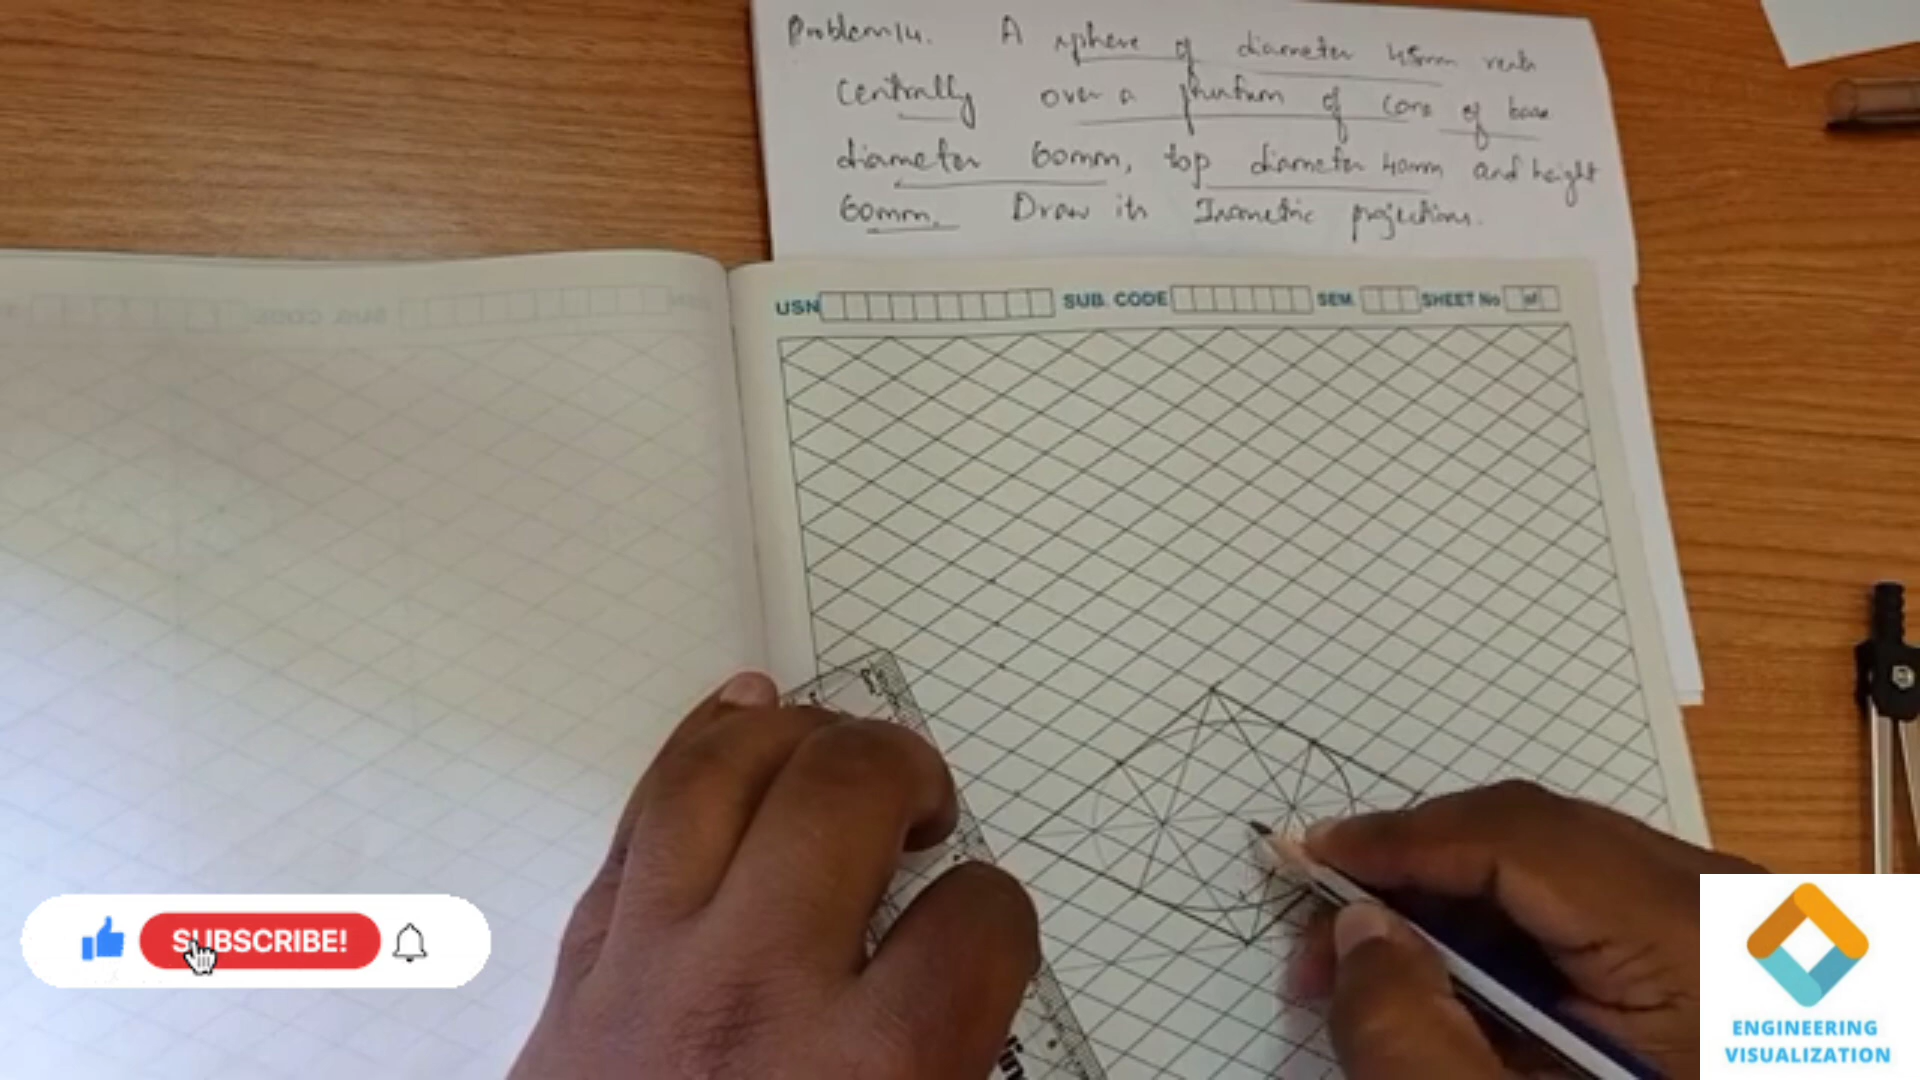 Problem 14. A sphere of diameter 45mm rests
Centrally over a frustum of cone of base
diameter 60mm, top diameter 40mm and height
60mm. Draw its Isometric projections.
USN SUB. CODE SEM. SHEET No of
SUBSCRIBE!
ENGINEERING
VISUALIZATION